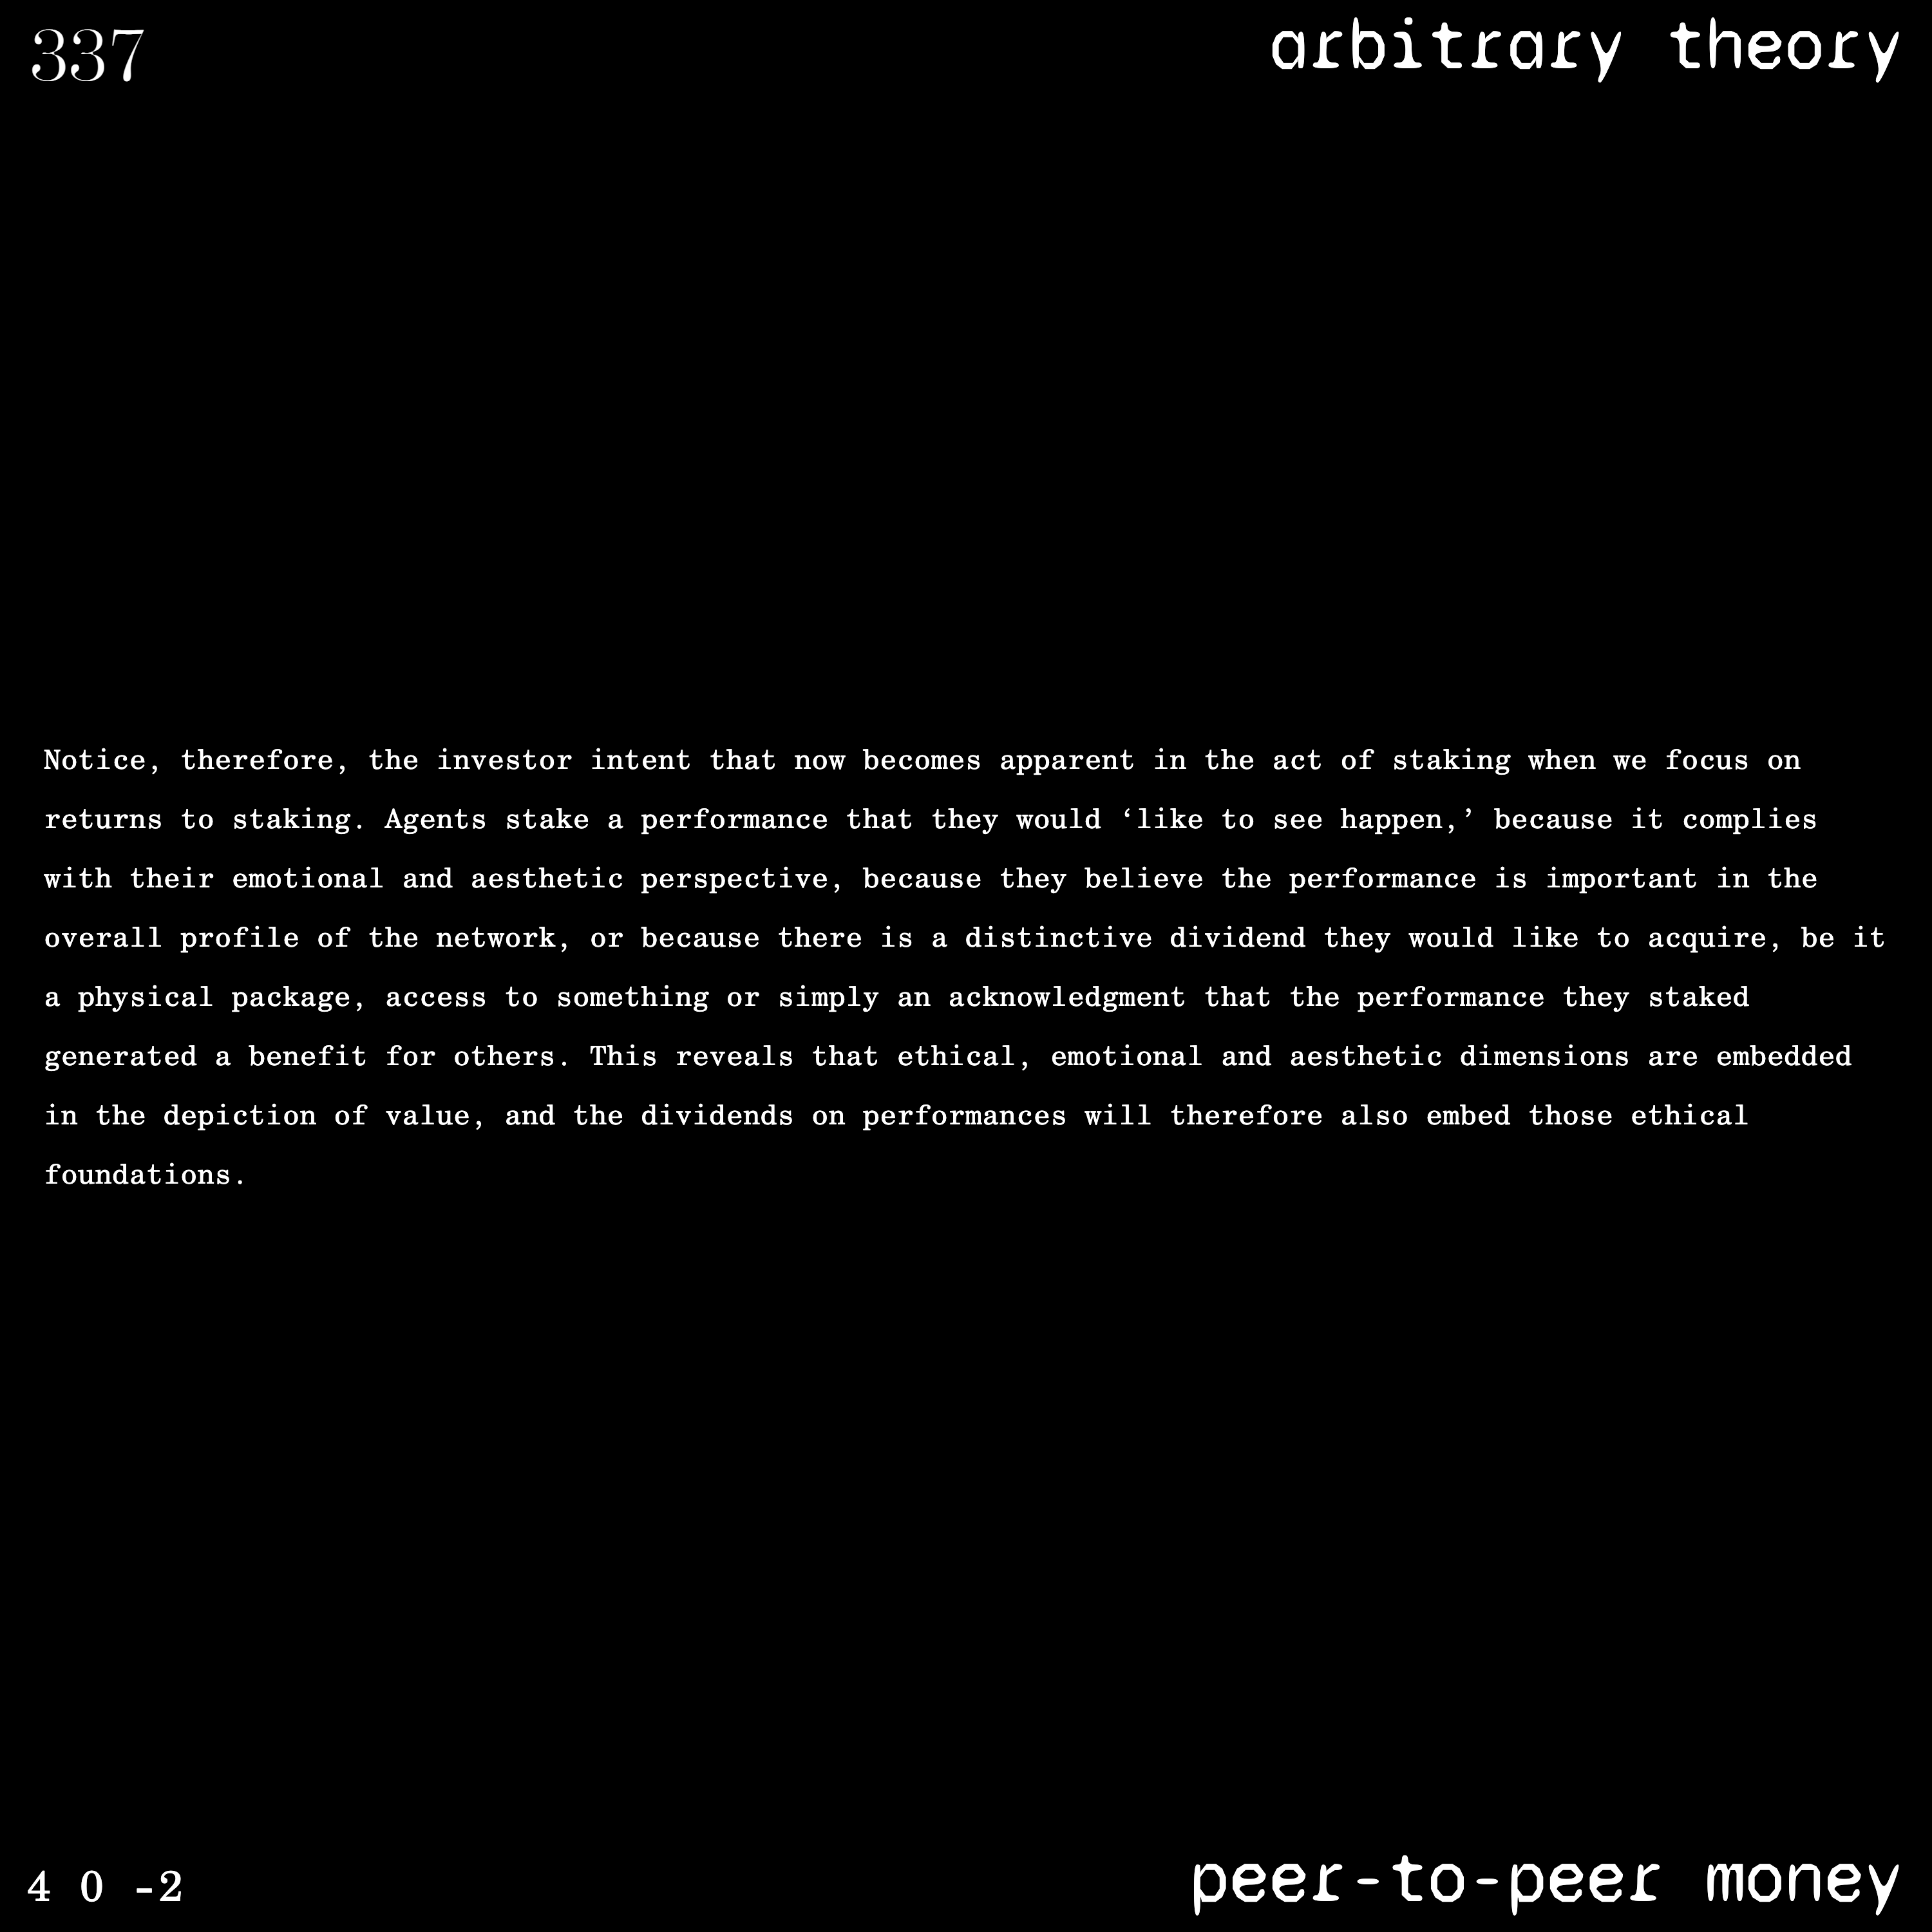 337
arbitrary theory
Notice, therefore, the investor intent that now becomes apparent in the act of staking when we focus on
returns to staking. Agents stake a performance that they would ‘like to see happen,’ because it complies
with their emotional and aesthetic perspective, because they believe the performance is important in the
overall profile of the network, or because there is a distinctive dividend they would like to acquire, be it
a physical package, access to something or simply an acknowledgment that the performance they staked
generated a benefit for others. This reveals that ethical, emotional and aesthetic dimensions are embedded
in the depiction of value, and the dividends on performances will therefore also embed those ethical
foundations.
4 0 -2
peer-to-peer money